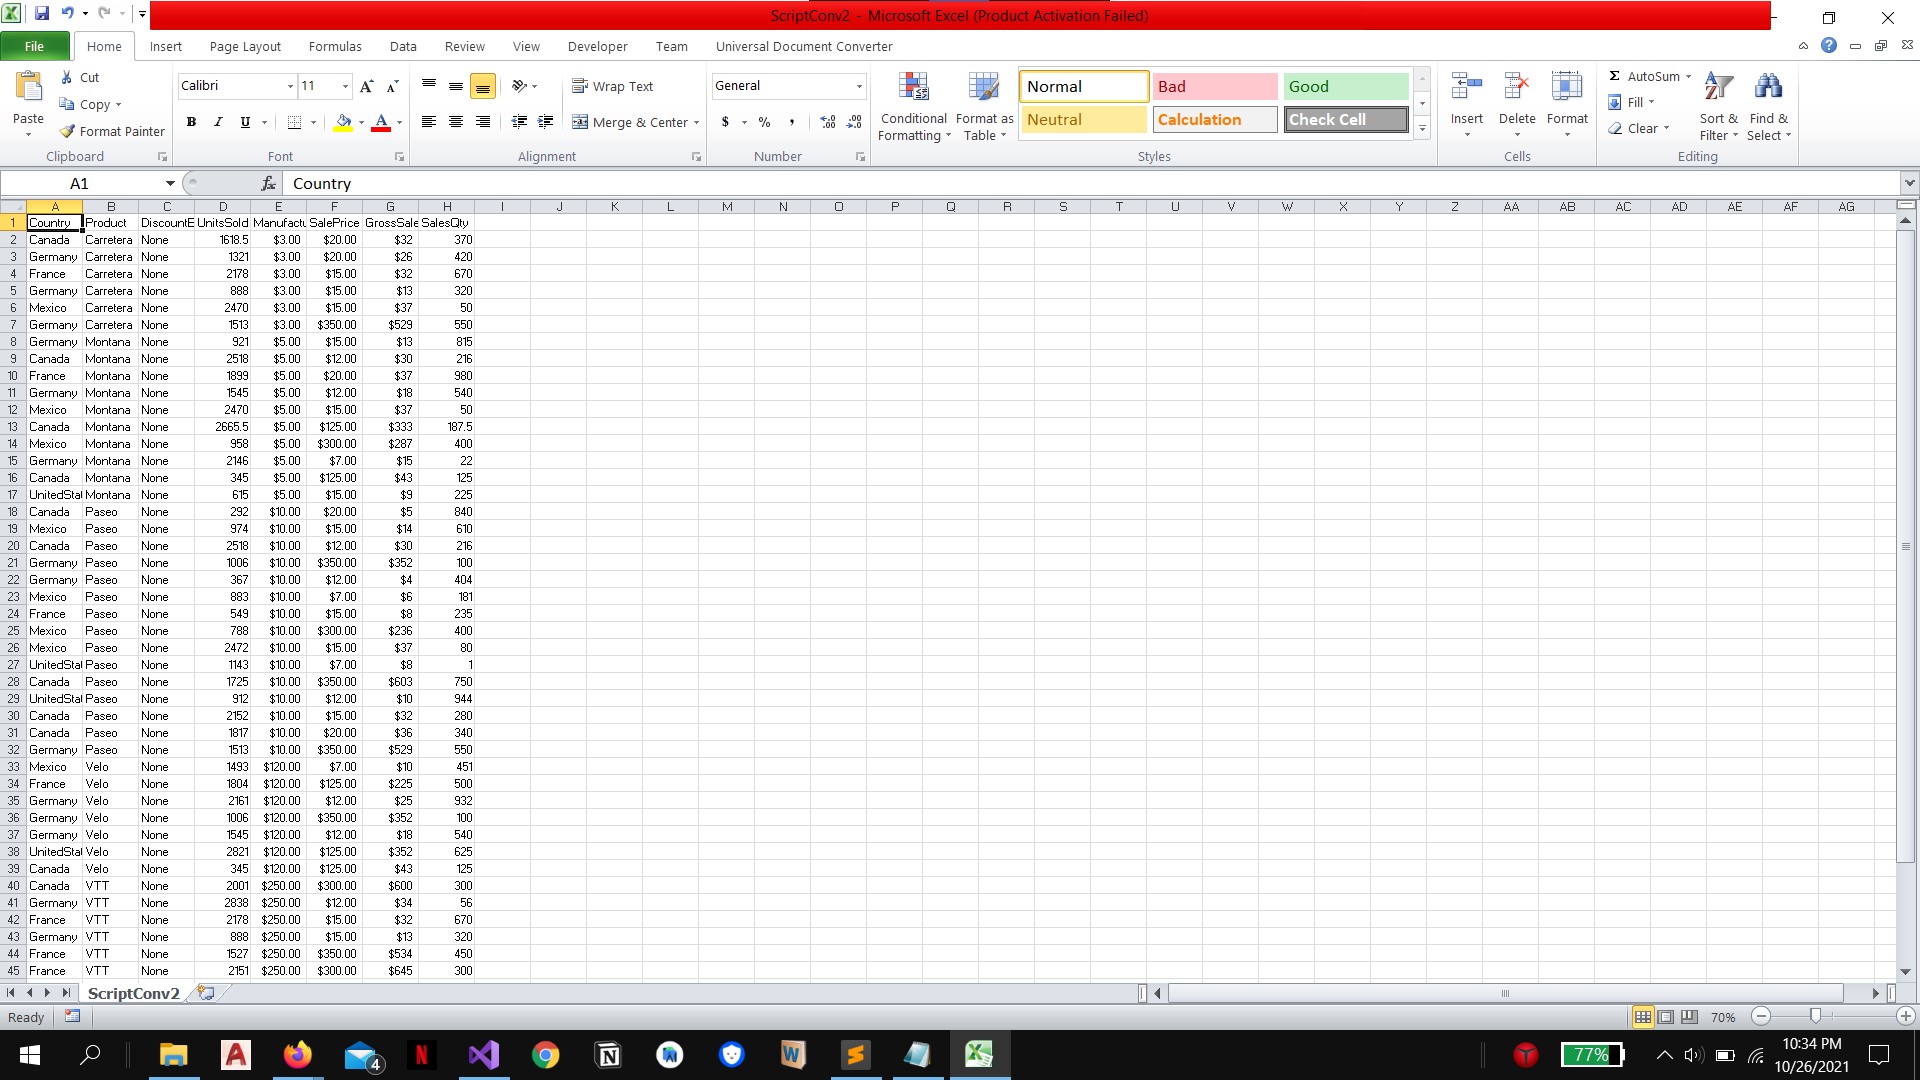 ScriptConv2 - Microsoft Excel (Product Activation Failed)
File Home Insert Page Layout Formulas Data Review View Developer Team Universal Document Converter
Paste
Cut
Copy
Format Painter
Clipboard
Calibri 11
B I U
Font
Wrap Text
Merge & Center
Alignment
General
$ % ,
Number
Conditional Formatting
Format as Table
Normal Bad Good
Neutral Calculation Check Cell
Styles
Insert Delete Format
Cells
Σ AutoSum
Fill
Clear
Sort & Filter
Find & Select
Editing
A1 fx Country
A B C D E F G H I J K L M N O P Q R S T U V W X Y Z AA AB AC AD AE AF AG
1 Country Product DiscountE UnitsSold Manufactu SalePrice GrossSale SalesQty
2 Canada Carretera None 1618.5 $3.00 $20.00 $32 370
3 Germany Carretera None 1321 $3.00 $20.00 $26 420
4 France Carretera None 2178 $3.00 $15.00 $32 670
5 Germany Carretera None 888 $3.00 $15.00 $13 320
6 Mexico Carretera None 2470 $3.00 $15.00 $37 50
7 Germany Carretera None 1513 $3.00 $350.00 $529 550
8 Germany Montana None 921 $5.00 $15.00 $13 815
9 Canada Montana None 2518 $5.00 $12.00 $30 216
10 France Montana None 1899 $5.00 $20.00 $37 980
11 Germany Montana None 1545 $5.00 $12.00 $18 540
12 Mexico Montana None 2470 $5.00 $15.00 $37 50
13 Canada Montana None 2665.5 $5.00 $125.00 $333 187.5
14 Mexico Montana None 958 $5.00 $300.00 $287 400
15 Germany Montana None 2146 $5.00 $7.00 $15 22
16 Canada Montana None 345 $5.00 $125.00 $43 125
17 UnitedStat Montana None 615 $5.00 $15.00 $9 225
18 Canada Paseo None 292 $10.00 $20.00 $5 840
19 Mexico Paseo None 974 $10.00 $15.00 $14 610
20 Canada Paseo None 2518 $10.00 $12.00 $30 216
21 Germany Paseo None 1006 $10.00 $350.00 $352 100
22 Germany Paseo None 367 $10.00 $12.00 $4 404
23 Mexico Paseo None 883 $10.00 $7.00 $6 181
24 France Paseo None 549 $10.00 $15.00 $8 235
25 Mexico Paseo None 788 $10.00 $300.00 $236 400
26 Mexico Paseo None 2472 $10.00 $15.00 $37 80
27 UnitedStat Paseo None 1143 $10.00 $7.00 $8 1
28 Canada Paseo None 1725 $10.00 $350.00 $603 750
29 UnitedStat Paseo None 912 $10.00 $12.00 $10 944
30 Canada Paseo None 2152 $10.00 $15.00 $32 280
31 Canada Paseo None 1817 $10.00 $20.00 $36 340
32 Germany Paseo None 1513 $10.00 $350.00 $529 550
33 Mexico Velo None 1493 $120.00 $7.00 $10 451
34 France Velo None 1804 $120.00 $125.00 $225 500
35 Germany Velo None 2161 $120.00 $12.00 $25 932
36 Germany Velo None 1006 $120.00 $350.00 $352 100
37 Germany Velo None 1545 $120.00 $12.00 $18 540
38 UnitedStat Velo None 2821 $120.00 $125.00 $352 625
39 Canada Velo None 345 $120.00 $125.00 $43 125
40 Canada VTT None 2001 $250.00 $300.00 $600 300
41 Germany VTT None 2838 $250.00 $12.00 $34 56
42 France VTT None 2178 $250.00 $15.00 $32 670
43 Germany VTT None 888 $250.00 $15.00 $13 320
44 France VTT None 1527 $250.00 $350.00 $534 450
45 France VTT None 2151 $250.00 $300.00 $645 300
ScriptConv2
Ready 70%
4 77% 10:34 PM
10/26/2021